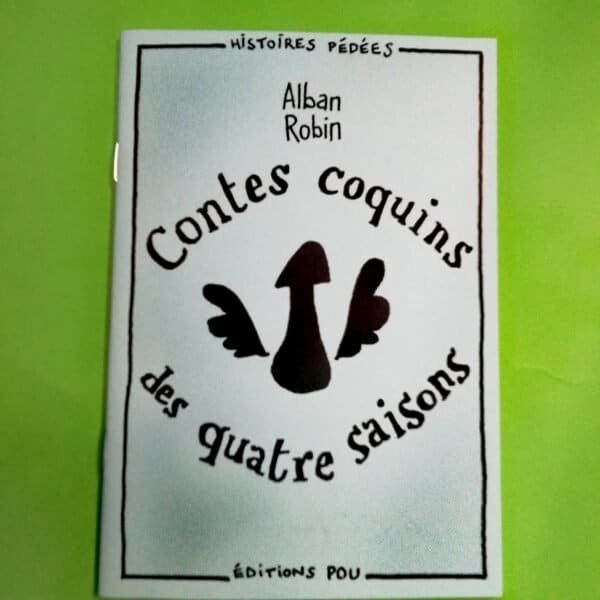 HISTOIRES PÉDÉES
Alban
Robin
Contes coquins
des quatre saisons
ÉDITIONS POU